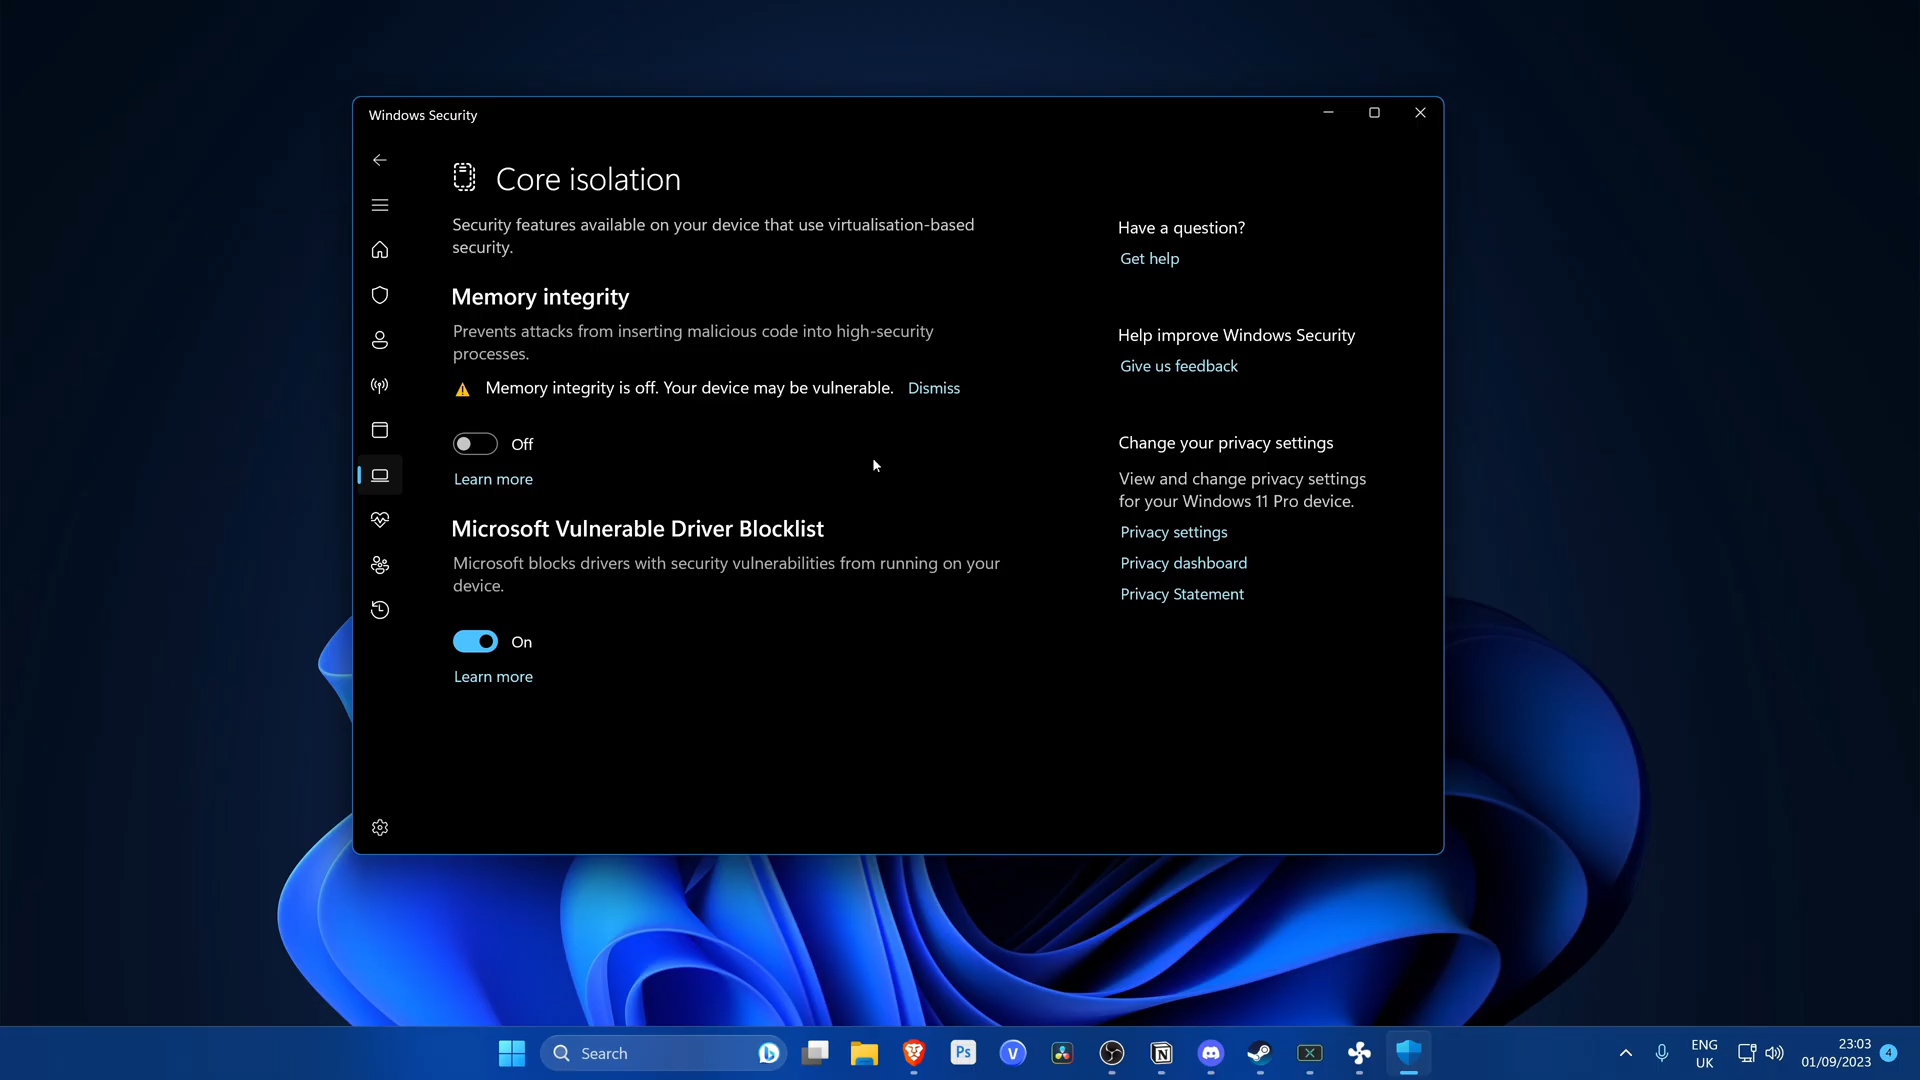 Windows Security
Core isolation
Security features available on your device that use virtualisation-based
security.
Memory integrity
Prevents attacks from inserting malicious code into high-security
processes.
Memory integrity is off. Your device may be vulnerable. Dismiss
Off
Learn more
Microsoft Vulnerable Driver Blocklist
Microsoft blocks drivers with security vulnerabilities from running on your
device.
On
Learn more
Have a question?
Get help
Help improve Windows Security
Give us feedback
Change your privacy settings
View and change privacy settings
for your Windows 11 Pro device.
Privacy settings
Privacy dashboard
Privacy Statement
Search
Ps
V
ENG
UK
23:03
01/09/2023
4